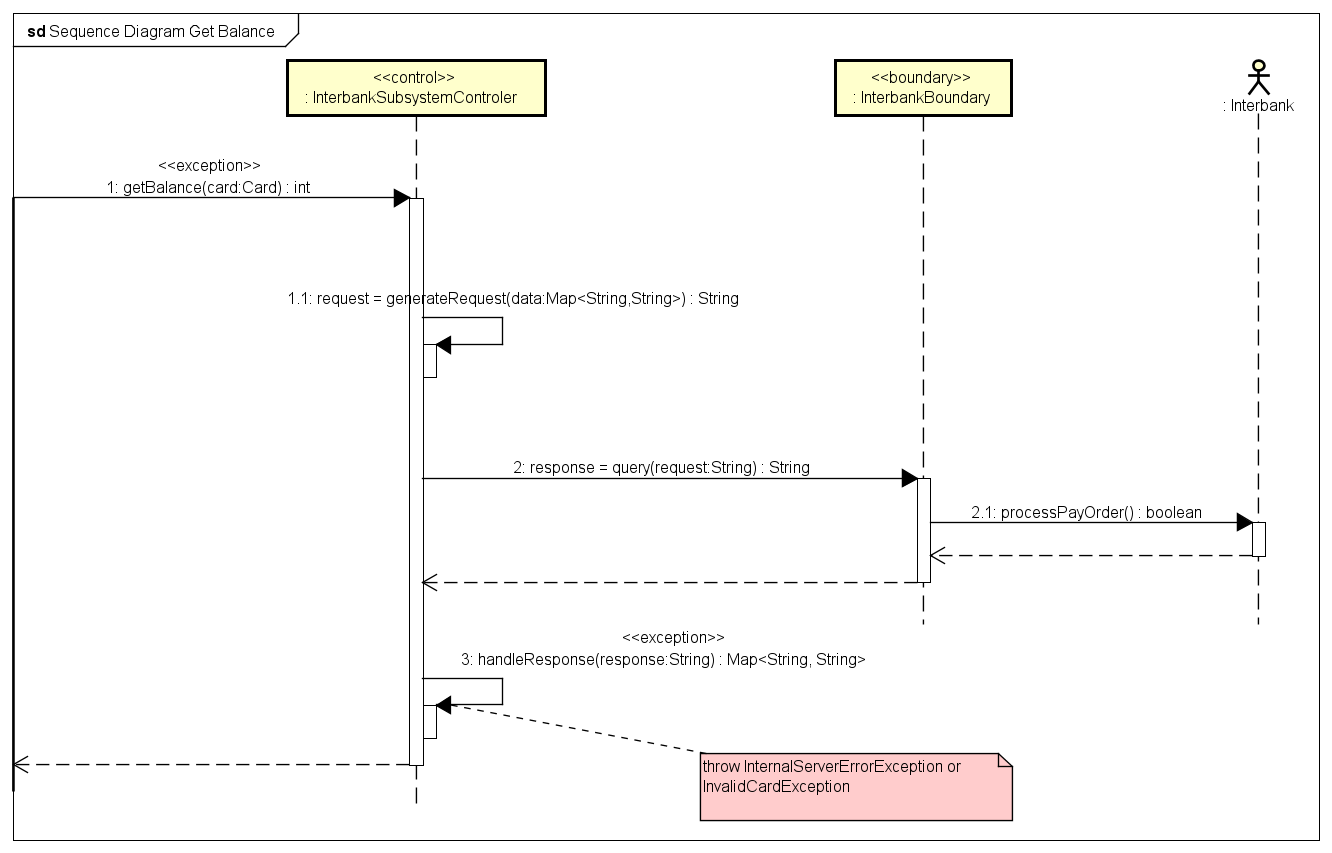 sd Sequence Diagram Get Balance
<<control>>
: InterbankSubsystemControler
<<boundary>>
: InterbankBoundary
: Interbank
<<exception>>
1: getBalance(card:Card) : int
1.1: request = generateRequest(data:Map<String,String>) : String
2: response = query(request:String) : String
2.1: processPayOrder() : boolean
<<exception>>
3: handleResponse(response:String) : Map<String, String>
throw InternalServerErrorException or
InvalidCardException